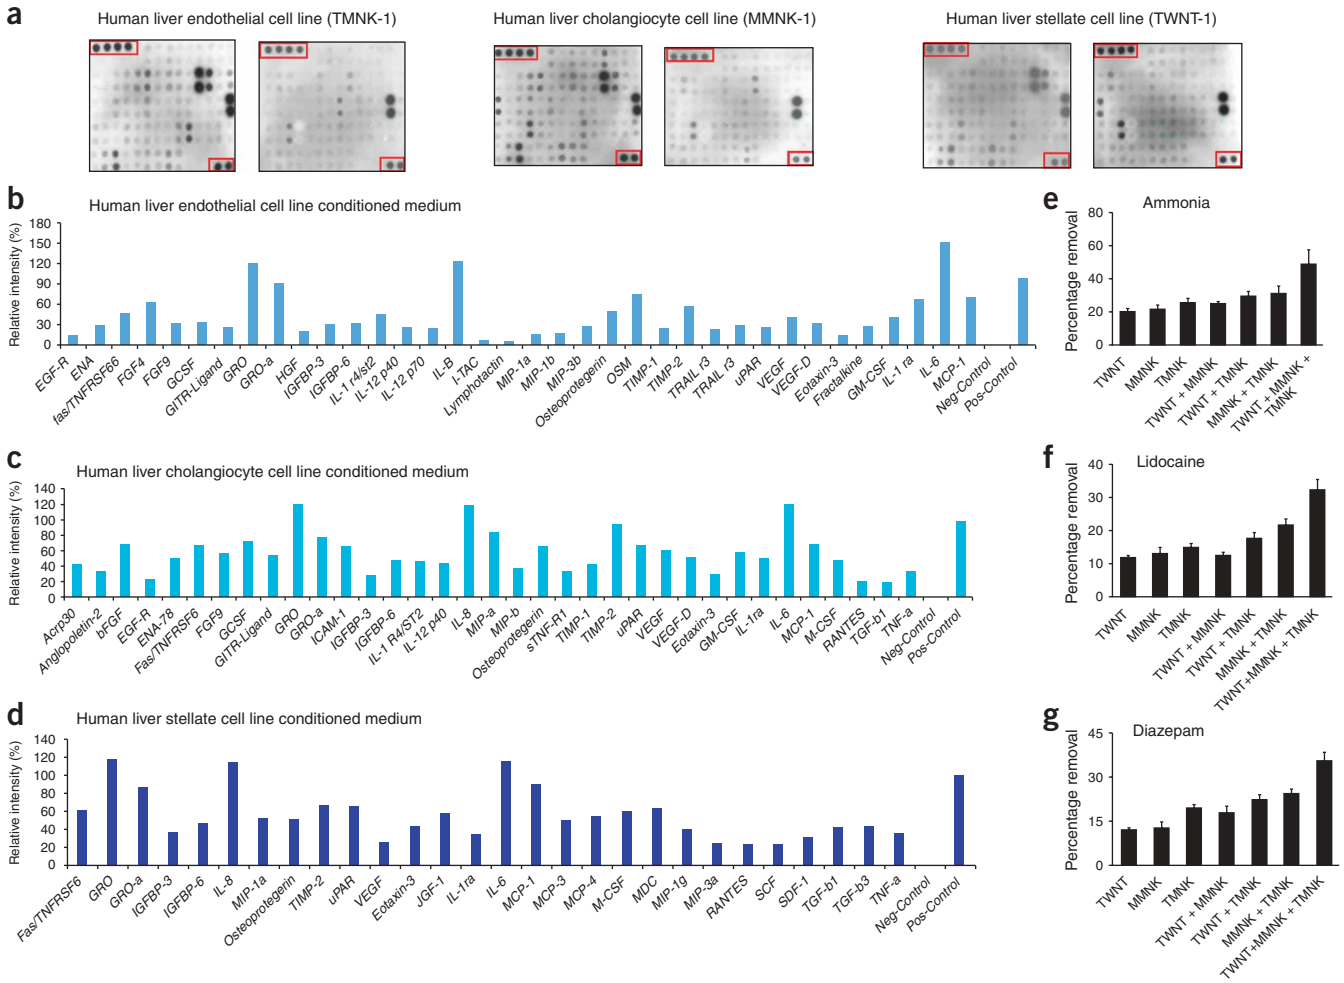 a
Human liver endothelial cell line (TMNK-1)
Human liver cholangiocyte cell line (MMNK-1)
Human liver stellate cell line (TWNT-1)
b
Human liver endothelial cell line conditioned medium
Relative intensity (%)
180
150
120
90
60
30
0
EGF-R
ENA
fas/TNFRSF66
FGF4
FGF9
GCSF
GITR-Ligand
GRO
GRO-a
HGF
IGFBP-3
IGFBP-6
IL-1 r4/st2
IL-12 p40
IL-12 p70
IL-B
I-TAC
Lymphotactin
MIP-1a
MIP-1b
MIP-3b
Osteoprotegerin
OSM
TIMP-1
TIMP-2
TRAIL r3
TRAIL r3
uPAR
VEGF
VEGF-D
Eotaxin-3
Fractalkine
GM-CSF
IL-1 ra
IL-6
MCP-1
Neg-Control
Pos-Control
c
Human liver cholangiocyte cell line conditioned medium
Relative intensity (%)
140
120
100
80
60
40
20
0
Acrp30
Anglopoletin-2
bFGF
EGF-R
ENA-78
Fas/TNFRSF6
FGF9
GCSF
GITR-Ligand
GRO
GRO-a
ICAM-1
IGFBP-3
IGFBP-6
IL-1 R4/ST2
IL-12 p40
IL-8
MIP-a
MIP-b
Osteoprotegerin
sTNF-R1
TIMP-1
TIMP-2
uPAR
VEGF
VEGF-D
Eotaxin-3
GM-CSF
IL-1ra
IL-6
MCP-1
M-CSF
RANTES
TGF-b1
TNF-a
Neg-Control
Pos-Control
d
Human liver stellate cell line conditioned medium
Relative intensity (%)
140
120
100
80
60
40
20
0
Fas/TNFRSF6
GRO
GRO-a
IGFBP-3
IGFBP-6
IL-8
MIP-1a
Osteoprotegerin
TIMP-2
uPAR
VEGF
Eotaxin-3
JGF-1
IL-1ra
IL-6
MCP-1
MCP-3
MCP-4
M-CSF
MDC
MIP-1g
MIP-3a
RANTES
SCF
SDF-1
TGF-b1
TGF-b3
TNF-a
Neg-Control
Pos-Control
e
Ammonia
Percentage removal
80
60
40
20
0
TWNT
MMNK
TMNK
TWNT + MMNK
TWNT + TMNK
MMNK + TMNK
TWNT + MMNK +
TMNK
f
Lidocaine
Percentage removal
40
30
20
10
0
TWNT
MMNK
TMNK
TWNT + MMNK
TWNT + TMNK
MMNK + TMNK
TWNT+MMNK + TMNK
g
Diazepam
Percentage removal
45
30
15
0
TWNT
MMNK
TMNK
TWNT + MMNK
TWNT + TMNK
MMNK + TMNK
TWNT+MMNK + TMNK